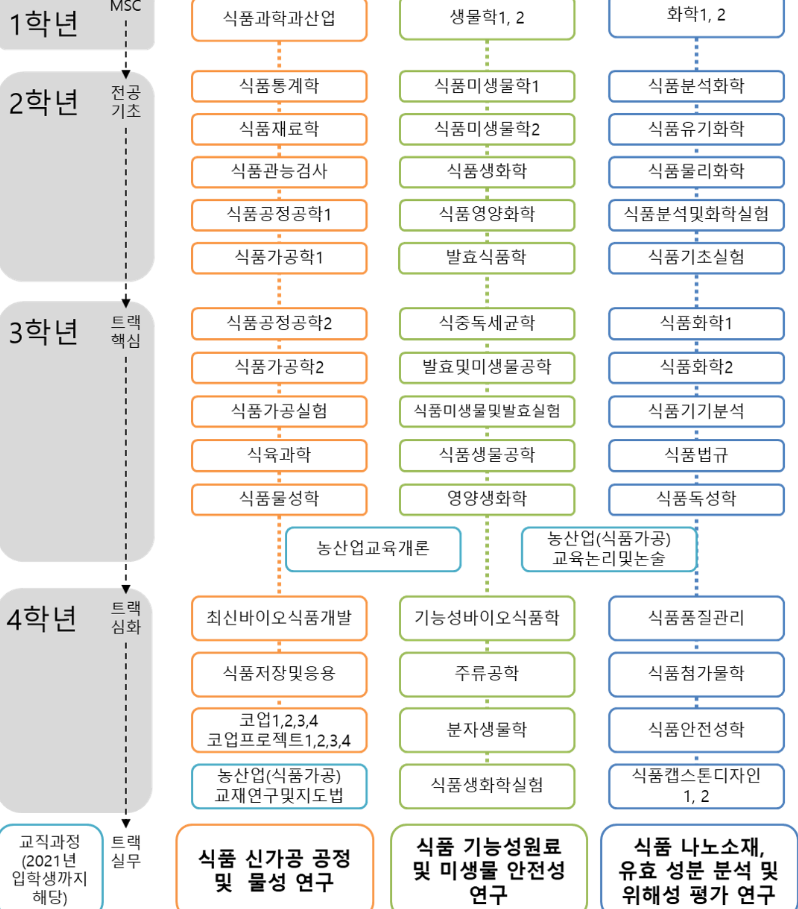 1학년
MSC
식품과학과산업
생물학1, 2
화학1, 2
2학년
전공
기초
식품통계학
식품미생물학1
식품분석화학
식품재료학
식품미생물학2
식품유기화학
식품관능검사
식품생화학
식품물리화학
식품공정공학1
식품영양화학
식품분석및화학실험
식품가공학1
발효식품학
식품기초실험
3학년
트랙
핵심
식품공정공학2
식중독세균학
식품화학1
식품가공학2
발효및미생물공학
식품화학2
식품가공실험
식품미생물및발효실험
식품기기분석
식육과학
식품생물공학
식품법규
식품물성학
영양생화학
식품독성학
농산업교육개론
농산업(식품가공)
교육논리및논술
4학년
트랙
심화
최신바이오식품개발
기능성바이오식품학
식품품질관리
식품저장및응용
주류공학
식품첨가물학
코업1,2,3,4
코업프로젝트1,2,3,4
분자생물학
식품안전성학
농산업(식품가공)
교재연구및지도법
식품생화학실험
식품캡스톤디자인
1, 2
교직과정
(2021년
입학생까지
해당)
트랙
실무
식품 신가공 공정
및 물성 연구
식품 기능성원료
및 미생물 안전성
연구
식품 나노소재,
유효 성분 분석 및
위해성 평가 연구